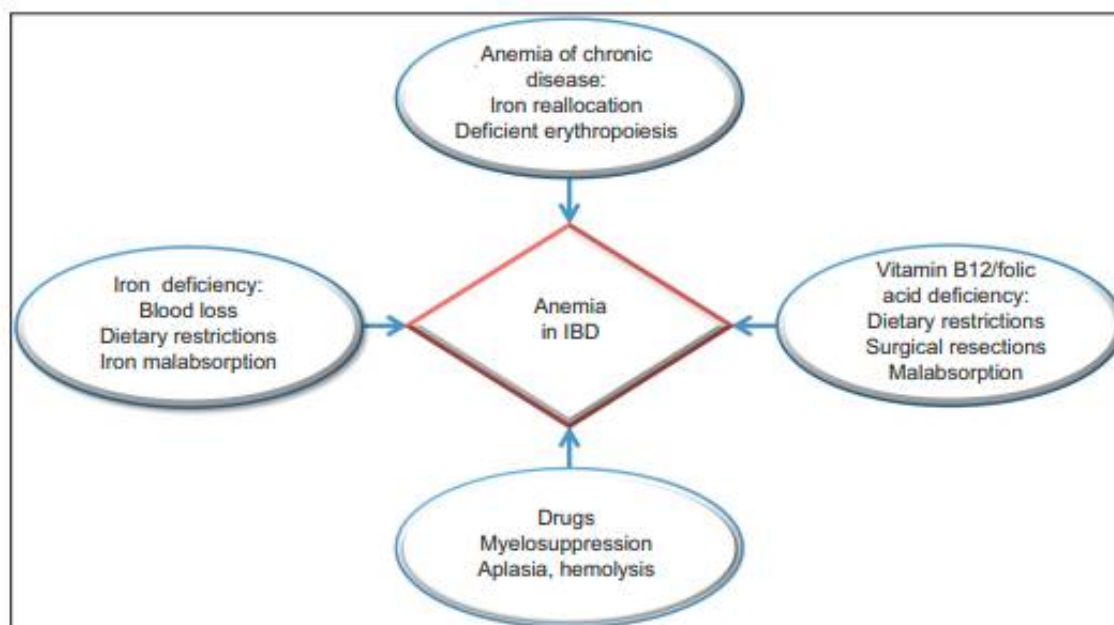 Anemia of chronic
disease:
Iron reallocation
Deficient erythropoiesis
Iron deficiency:
Blood loss
Dietary restrictions
Iron malabsorption
Anemia
in IBD
Vitamin B12/folic
acid deficiency:
Dietary restrictions
Surgical resections
Malabsorption
Drugs
Myelosuppression
Aplasia, hemolysis